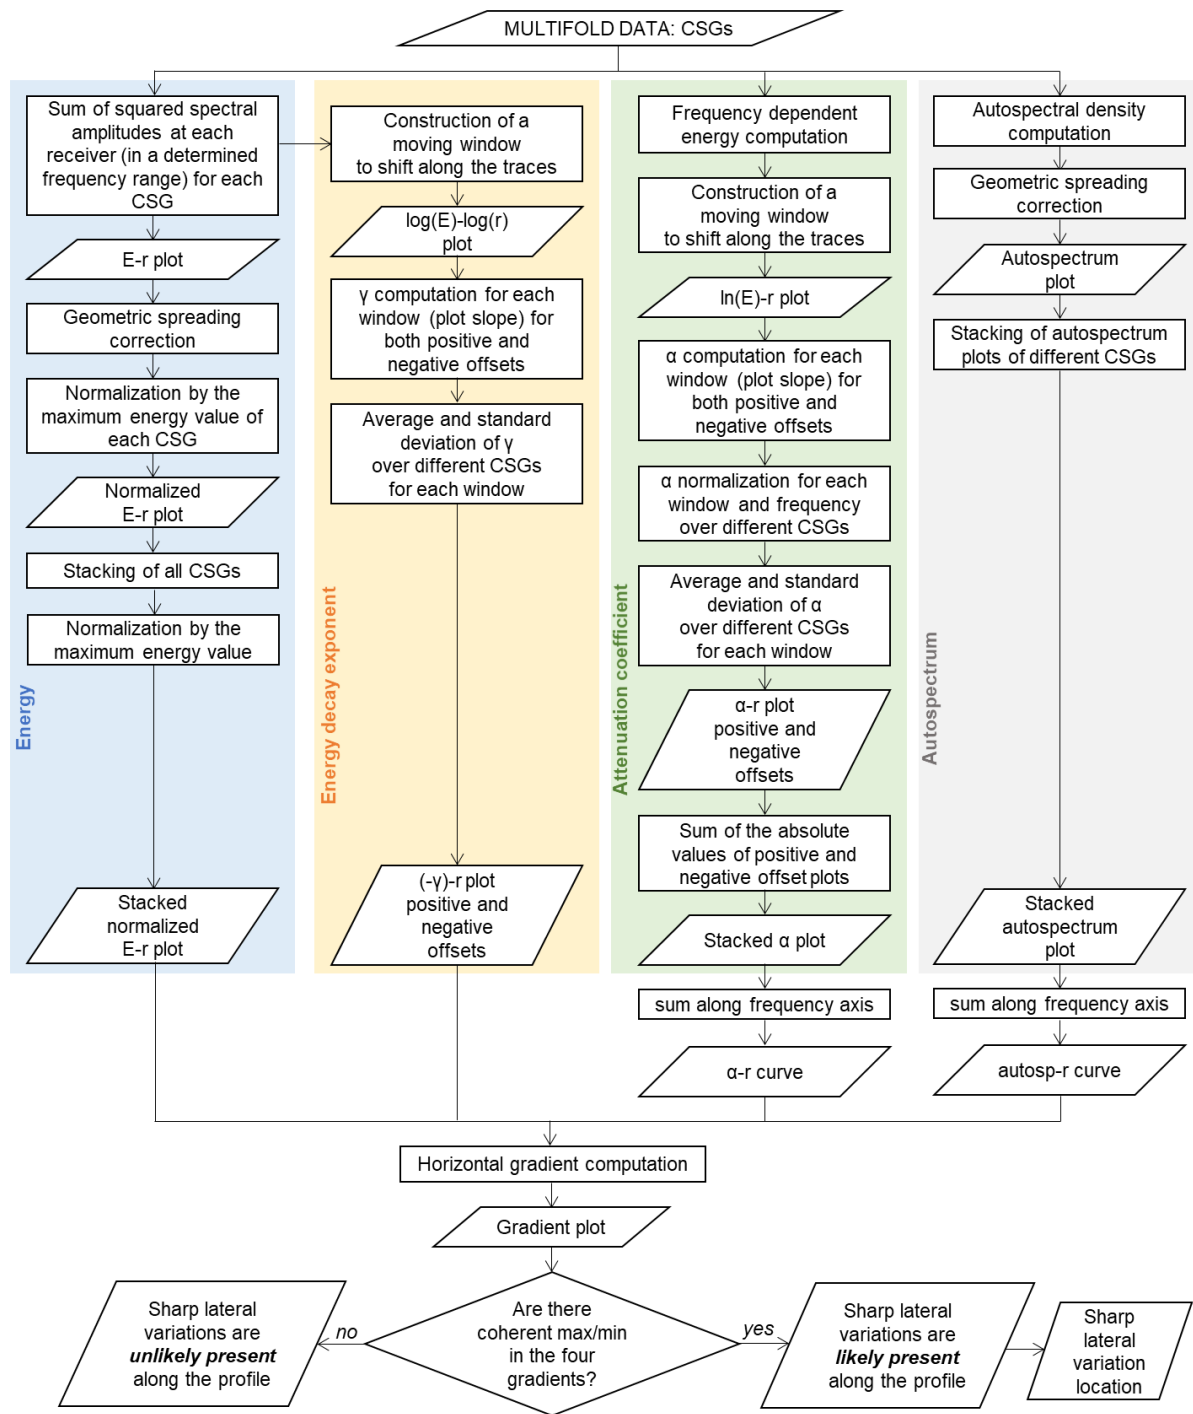 MULTIFOLD DATA: CSGs
Sum of squared spectral
amplitudes at each
receiver (in a determined
frequency range) for each
CSG
E-r plot
Geometric spreading
correction
Normalization by the
maximum energy value of
each CSG
Normalized
E-r plot
Stacking of all CSGs
Normalization by the
maximum energy value
Energy
Stacked
normalized
E-r plot
Construction of a
moving window
to shift along the traces
log(E)-log(r)
plot
γ computation for each
window (plot slope) for
both positive and
negative offsets
Average and standard
deviation of γ
over different CSGs
for each window
Energy decay exponent
(-γ)-r plot
positive and
negative
offsets
Frequency dependent
energy computation
Construction of a
moving window
to shift along the traces
ln(E)-r plot
α computation for each
window (plot slope) for
both positive and
negative offsets
α normalization for each
window and frequency
over different CSGs
Average and standard
deviation of α
over different CSGs
for each window
Attenuation coefficient
α-r plot
positive and
negative
offsets
Sum of the absolute
values of positive and
negative offset plots
Stacked α plot
sum along frequency axis
α-r curve
Autospectral density
computation
Geometric spreading
correction
Autospectrum
plot
Stacking of autospectrum
plots of different CSGs
Autospectrum
Stacked
autospectrum
plot
sum along frequency axis
autosp-r curve
Horizontal gradient computation
Gradient plot
Are there
coherent max/min
in the four
gradients?
no
Sharp lateral
variations are
unlikely present
along the profile
yes
Sharp lateral
variations are
likely present
along the profile
Sharp
lateral
variation
location